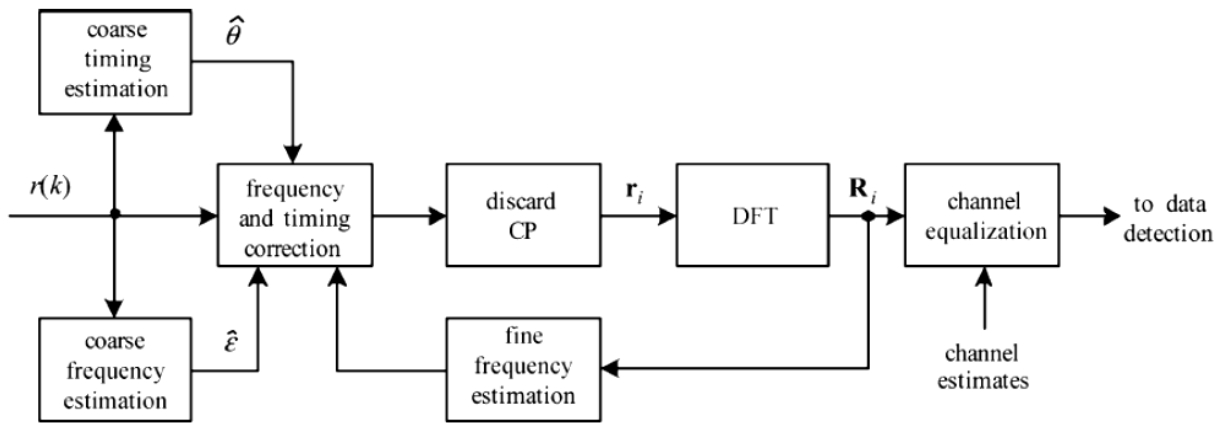 coarse
timing
estimation
θ̂
r(k)
frequency
and timing
correction
discard
CP
r_i
DFT
R_i
channel
equalization
to data
detection
coarse
frequency
estimation
ε̂
fine
frequency
estimation
channel
estimates